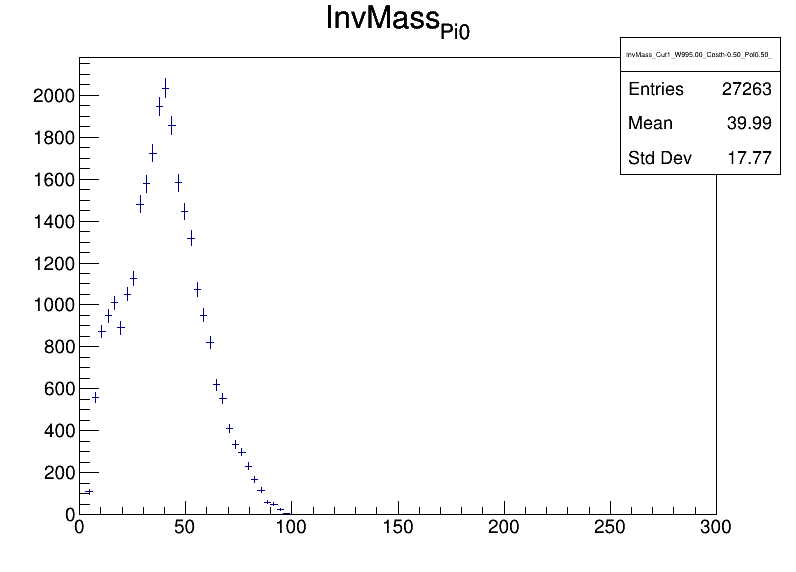 InvMass_Pi0
InvMass_Cut1_W995.00_Costh-0.50_Pol0.50_
Entries 27263
Mean 39.99
Std Dev 17.77
2000
1800
1600
1400
1200
1000
800
600
400
200
0
0 50 100 150 200 250 300